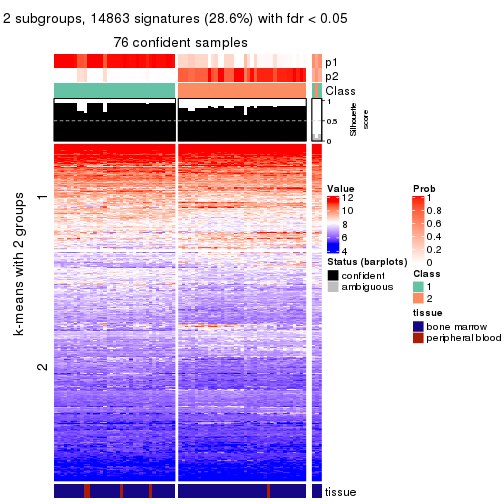 2 subgroups, 14863 signatures (28.6%) with fdr < 0.05
76 confident samples
p1
p2
Class
1
0.5
0
Silhouette
score
k-means with 2 groups
1
2
Value
12
10
8
6
4
Status (barplots)
confident
ambiguous
Prob
1
0.8
0.6
0.4
0.2
0
Class
1
2
tissue
bone marrow
peripheral blood
tissue